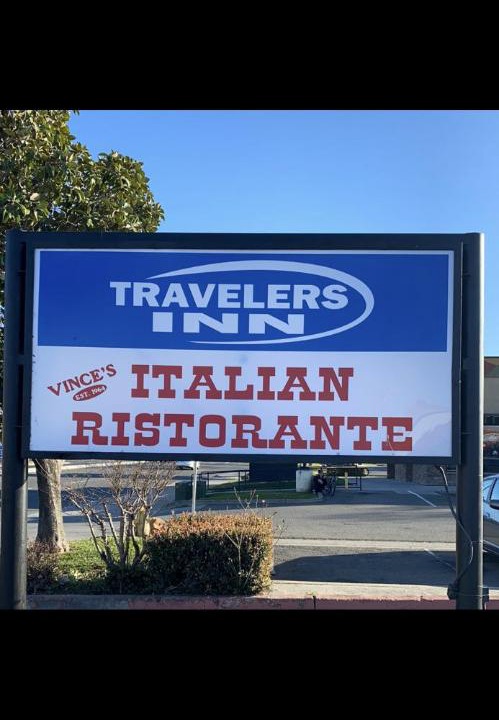 TRAVELERS
INN
VINCE'S
EST. 1964
ITALIAN
RISTORANTE